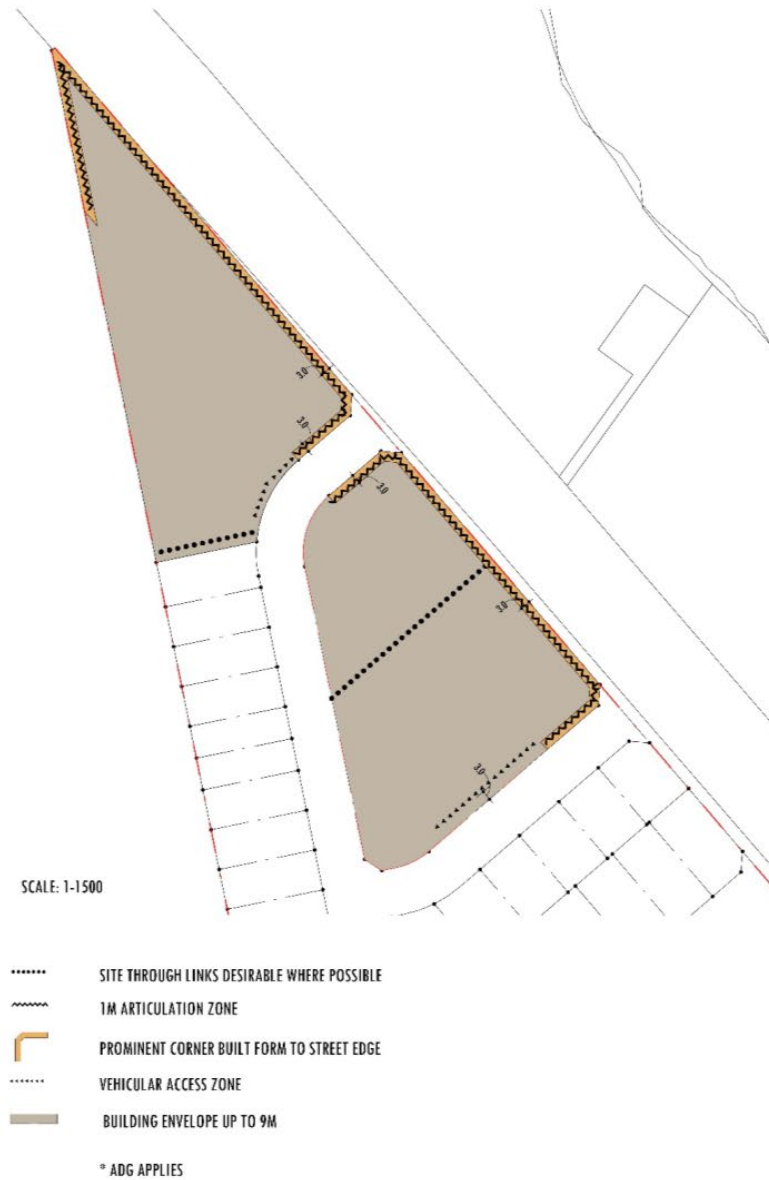 3.0
3.0
3.0
3.0
3.0
SCALE: 1-1500
SITE THROUGH LINKS DESIRABLE WHERE POSSIBLE
1M ARTICULATION ZONE
PROMINENT CORNER BUILT FORM TO STREET EDGE
VEHICULAR ACCESS ZONE
BUILDING ENVELOPE UP TO 9M
* ADG APPLIES